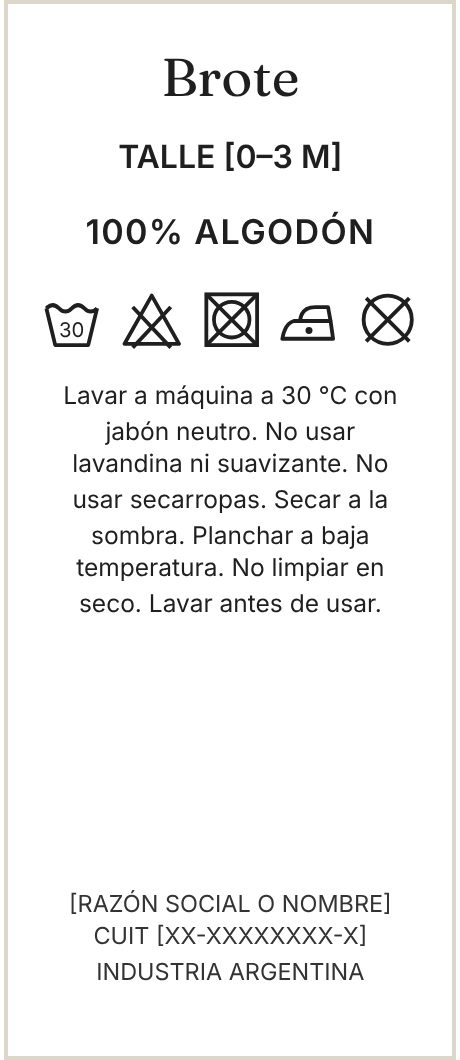 Brote
TALLE [0–3 M]
100% ALGODÓN
30
Lavar a máquina a 30 °C con
jabón neutro. No usar
lavandina ni suavizante. No
usar secarropas. Secar a la
sombra. Planchar a baja
temperatura. No limpiar en
seco. Lavar antes de usar.
[RAZÓN SOCIAL O NOMBRE]
CUIT [XX-XXXXXXXX-X]
INDUSTRIA ARGENTINA